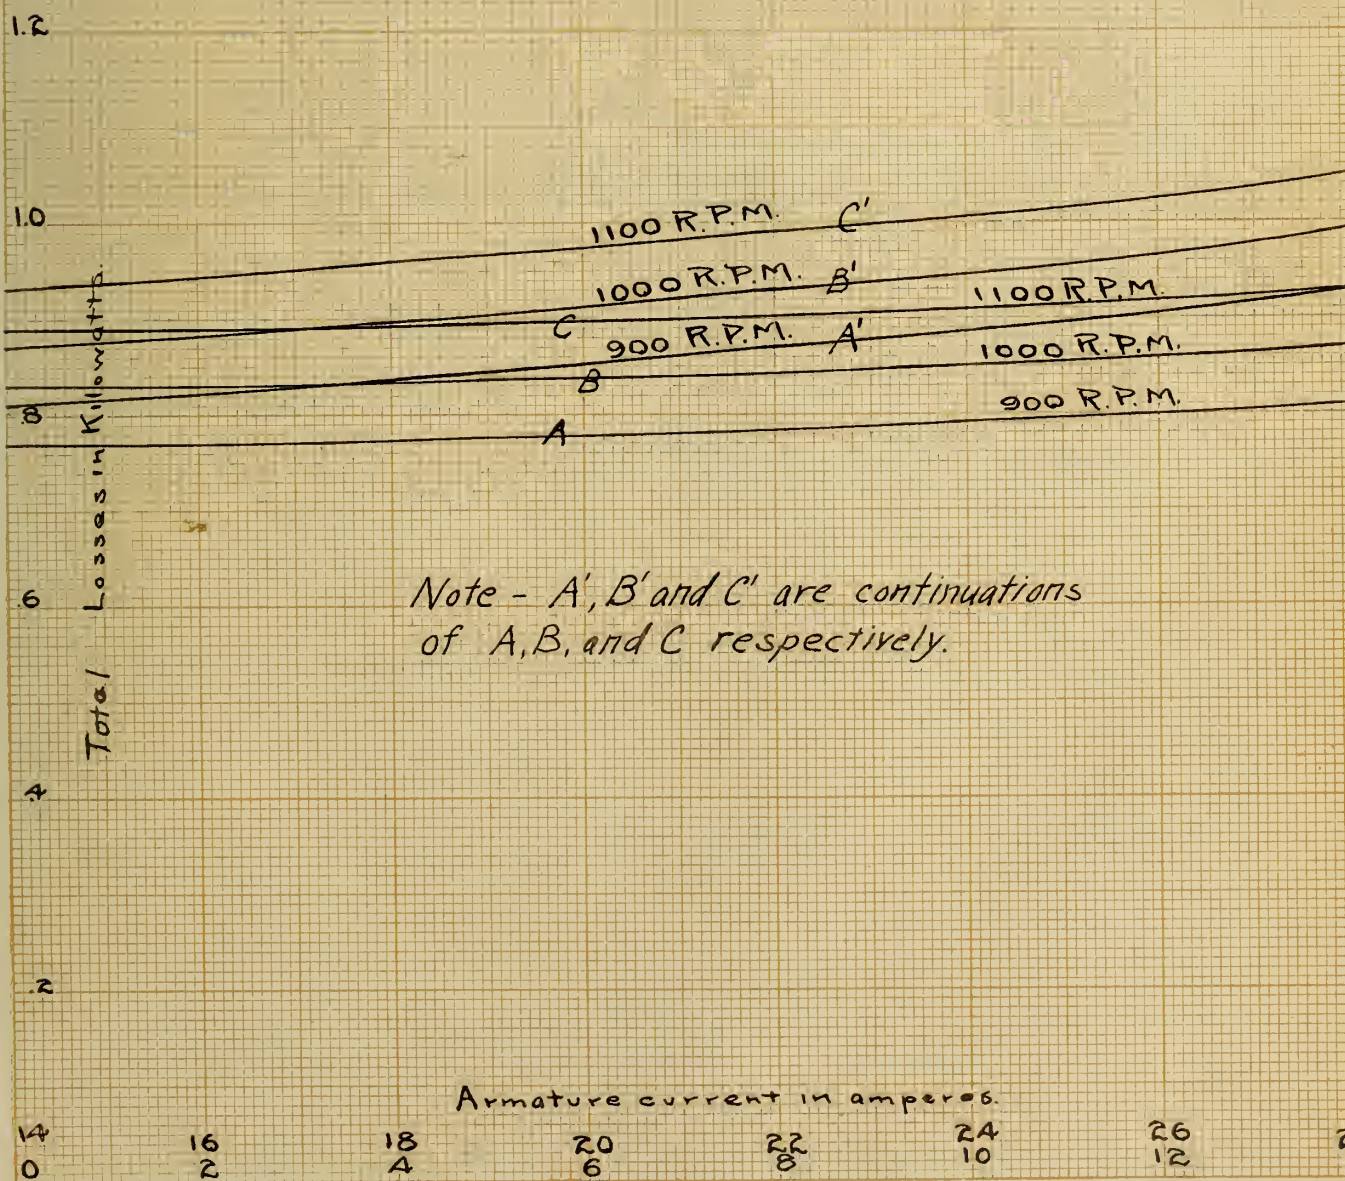 1.2
1.0
.8
.6
.4
.2
Total Losses in Killowatts.
1100 R.P.M. C'
1000 R.P.M. B'
1100 R.P.M.
C
900 R.P.M. A'
1000 R.P.M.
B
900 R.P.M.
A
Note - A', B' and C' are continuations
of A, B, and C respectively.
Armature current in amperes.
14 16 18 20 22 24 26
0 2 4 6 8 10 12